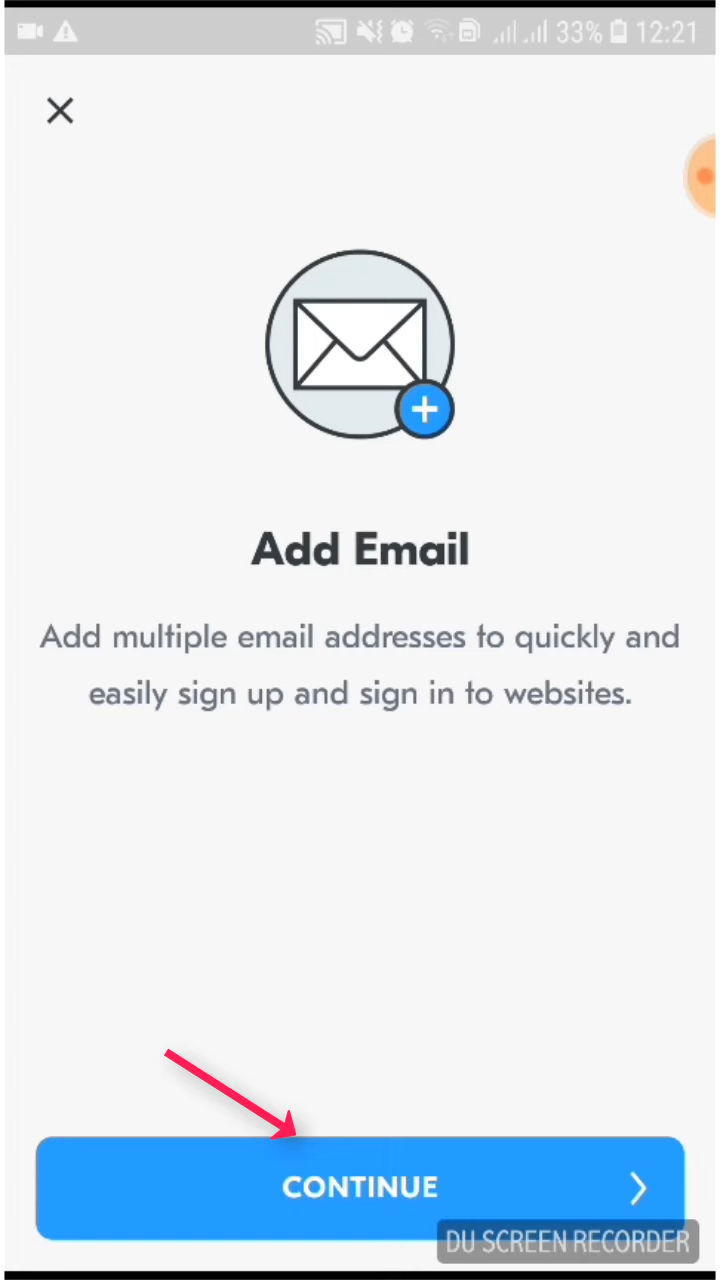 33% 12:21
Add Email
Add multiple email addresses to quickly and
easily sign up and sign in to websites.
CONTINUE
DU SCREEN RECORDER